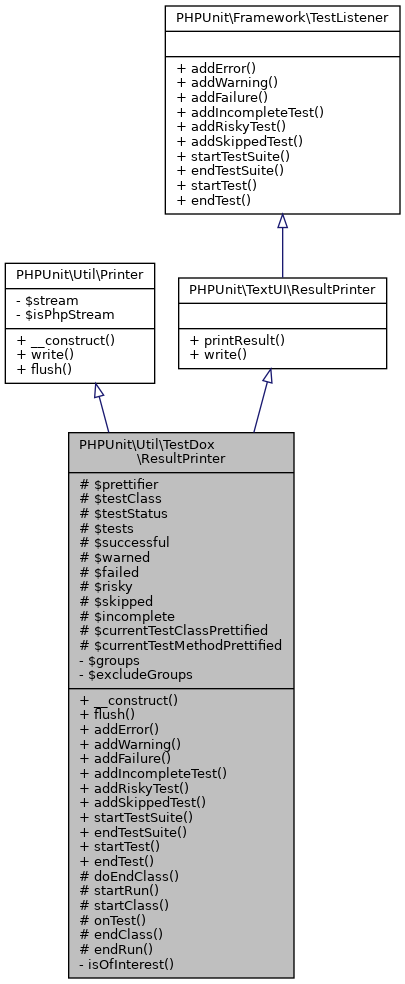 PHPUnit\Framework\TestListener
+ addError()
+ addWarning()
+ addFailure()
+ addIncompleteTest()
+ addRiskyTest()
+ addSkippedTest()
+ startTestSuite()
+ endTestSuite()
+ startTest()
+ endTest()
PHPUnit\Util\Printer
- $stream
- $isPhpStream
+ __construct()
+ write()
+ flush()
PHPUnit\TextUI\ResultPrinter
+ printResult()
+ write()
PHPUnit\Util\TestDox
\ResultPrinter
# $prettifier
# $testClass
# $testStatus
# $tests
# $successful
# $warned
# $failed
# $risky
# $skipped
# $incomplete
# $currentTestClassPrettified
# $currentTestMethodPrettified
- $groups
- $excludeGroups
+ __construct()
+ flush()
+ addError()
+ addWarning()
+ addFailure()
+ addIncompleteTest()
+ addRiskyTest()
+ addSkippedTest()
+ startTestSuite()
+ endTestSuite()
+ startTest()
+ endTest()
# doEndClass()
# startRun()
# startClass()
# onTest()
# endClass()
# endRun()
- isOfInterest()